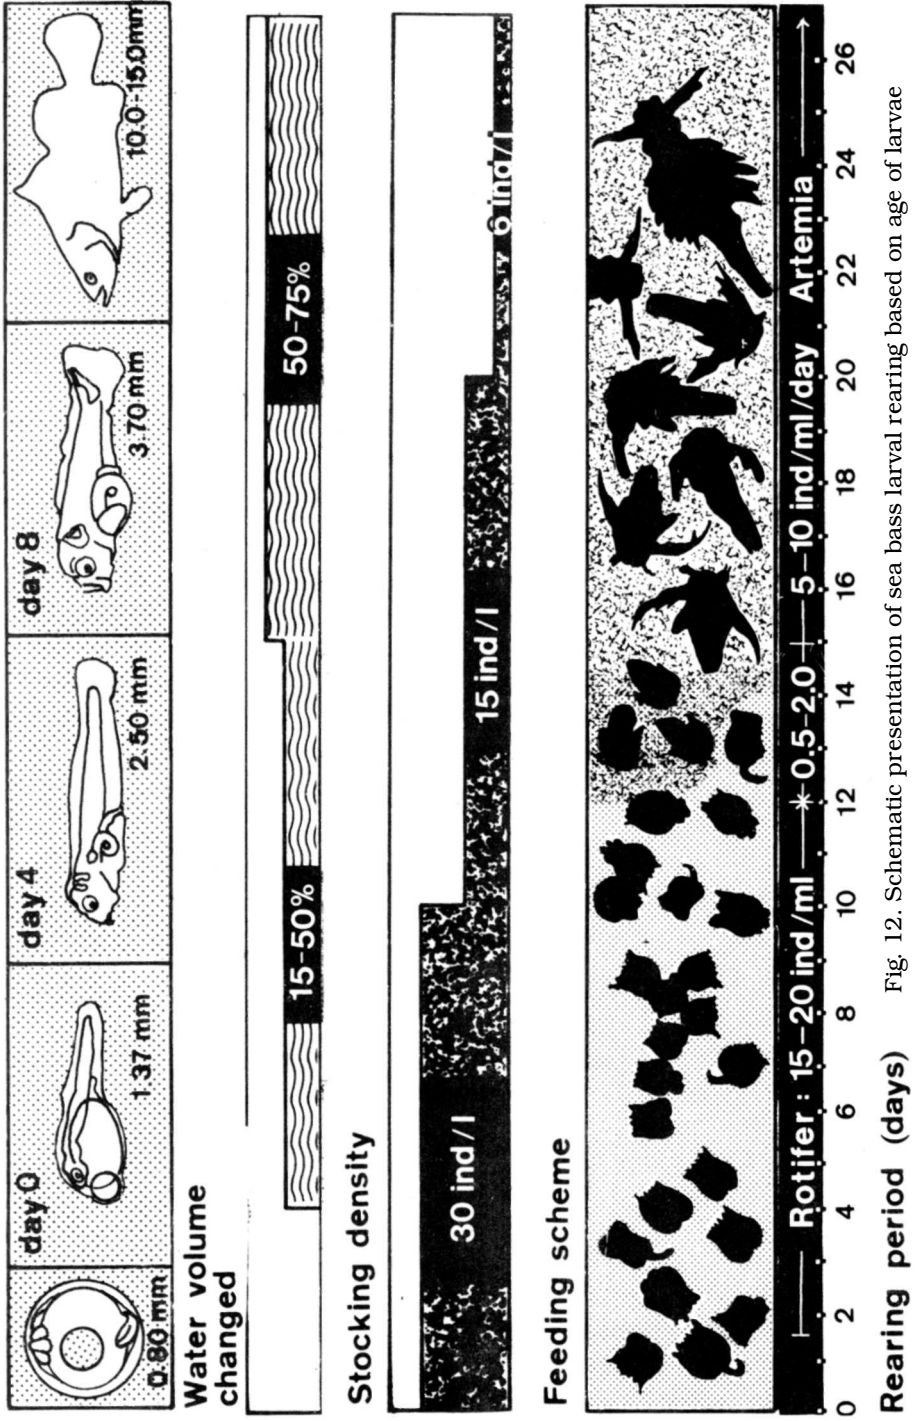 0.80 mm
day 0
1.37 mm
day 4
2.50 mm
day 8
3.70 mm
10.0-15.0mm
Water volume
changed
15-50%
50-75%
Stocking density
30 ind/l
15 ind/l
6 ind/l
Feeding scheme
Rotifer : 15-20 ind/ml
0.5-2.0
5-10 ind/ml/day
Artemia
0 2 4 6 8 10 12 14 16 18 20 22 24 26
Rearing period (days)
Fig. 12. Schematic presentation of sea bass larval rearing based on age of larvae